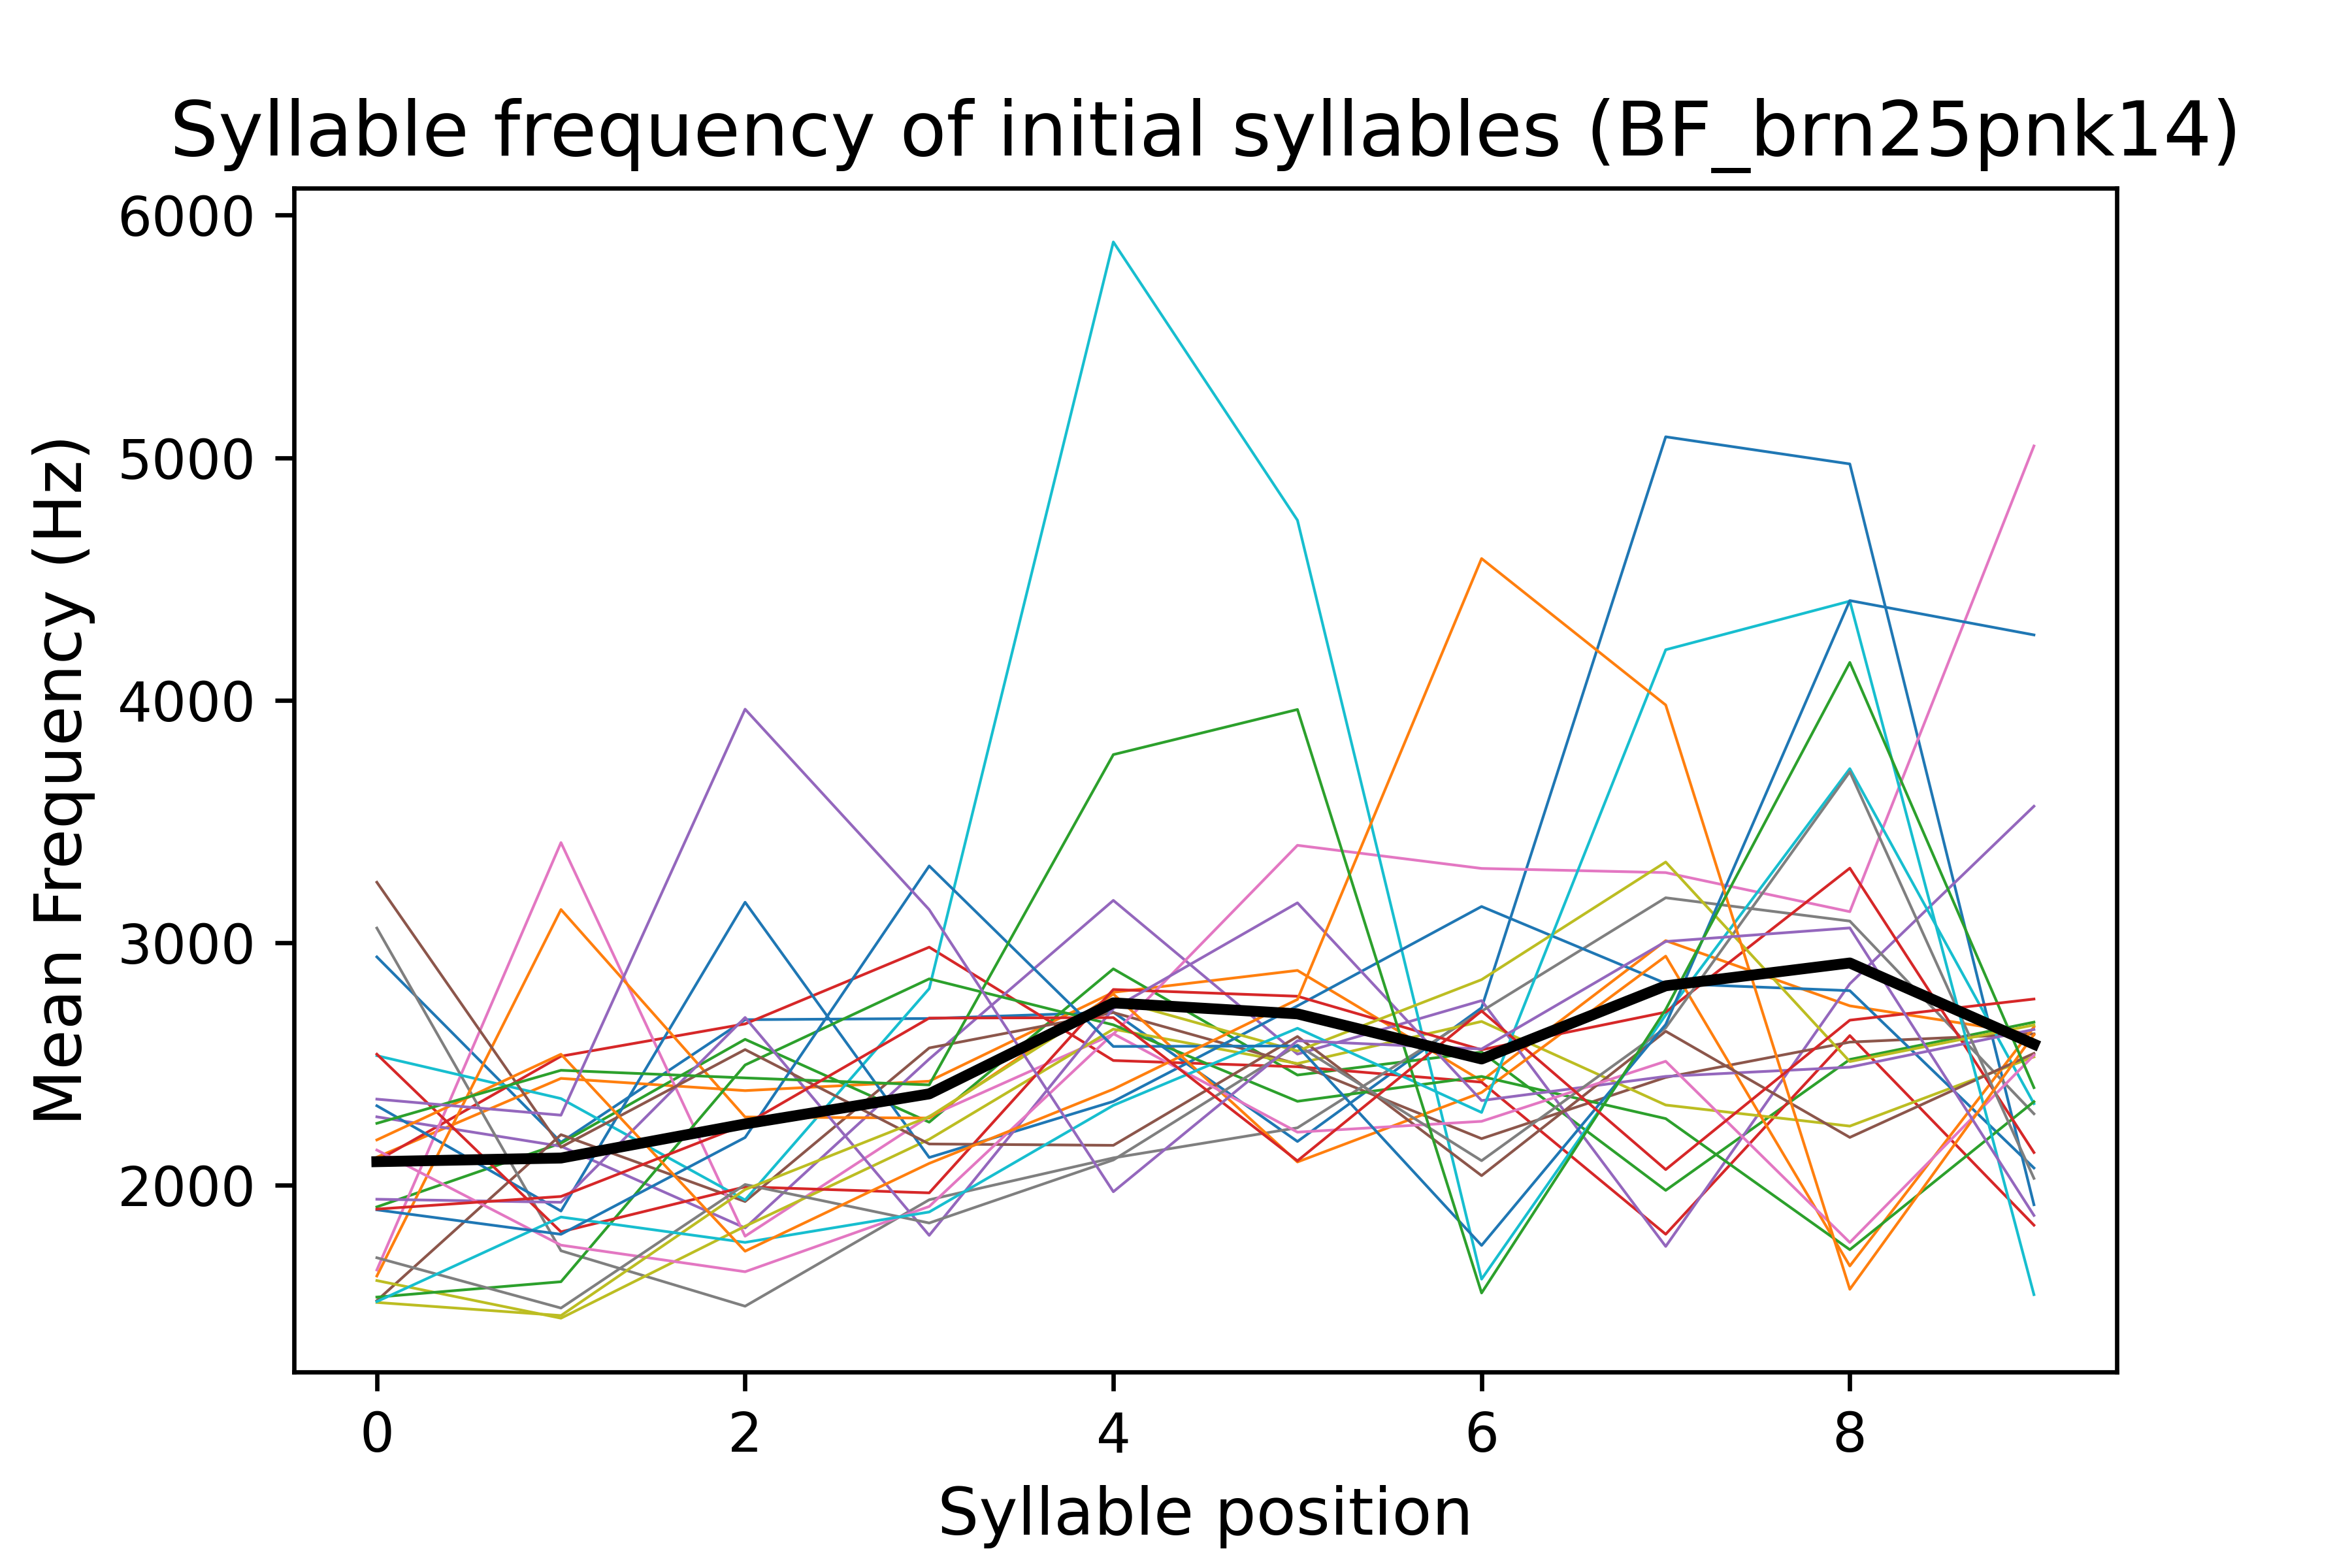 Syllable frequency of initial syllables (BF_brn25pnk14)
Mean Frequency (Hz)
6000
5000
4000
3000
2000
0 2 4 6 8
Syllable position